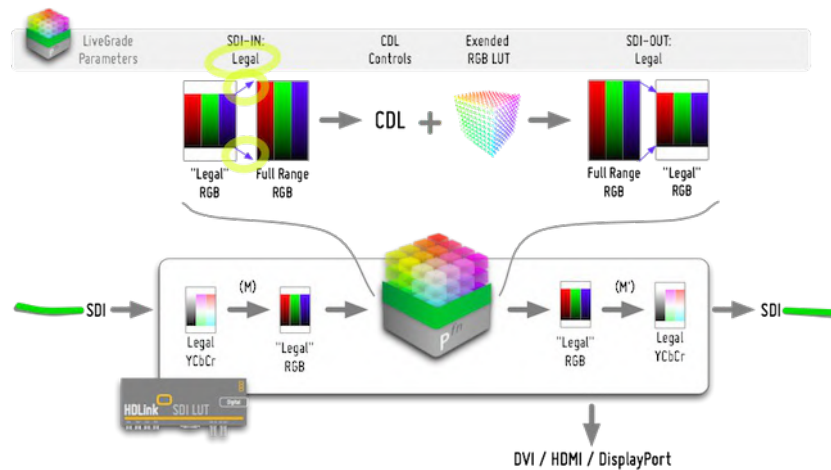 LiveGrade
Parameters
SDI-IN:
Legal
CDL
Controls
Exended
RGB LUT
SDI-OUT:
Legal
CDL
"Legal"
RGB
Full Range
RGB
Full Range
RGB
"Legal"
RGB
SDI
(M)
(M')
SDI
Legal
YCbCr
"Legal"
RGB
"Legal"
RGB
Legal
YCbCr
HDLink
SDI LUT
Digital
DVI / HDMI / DisplayPort